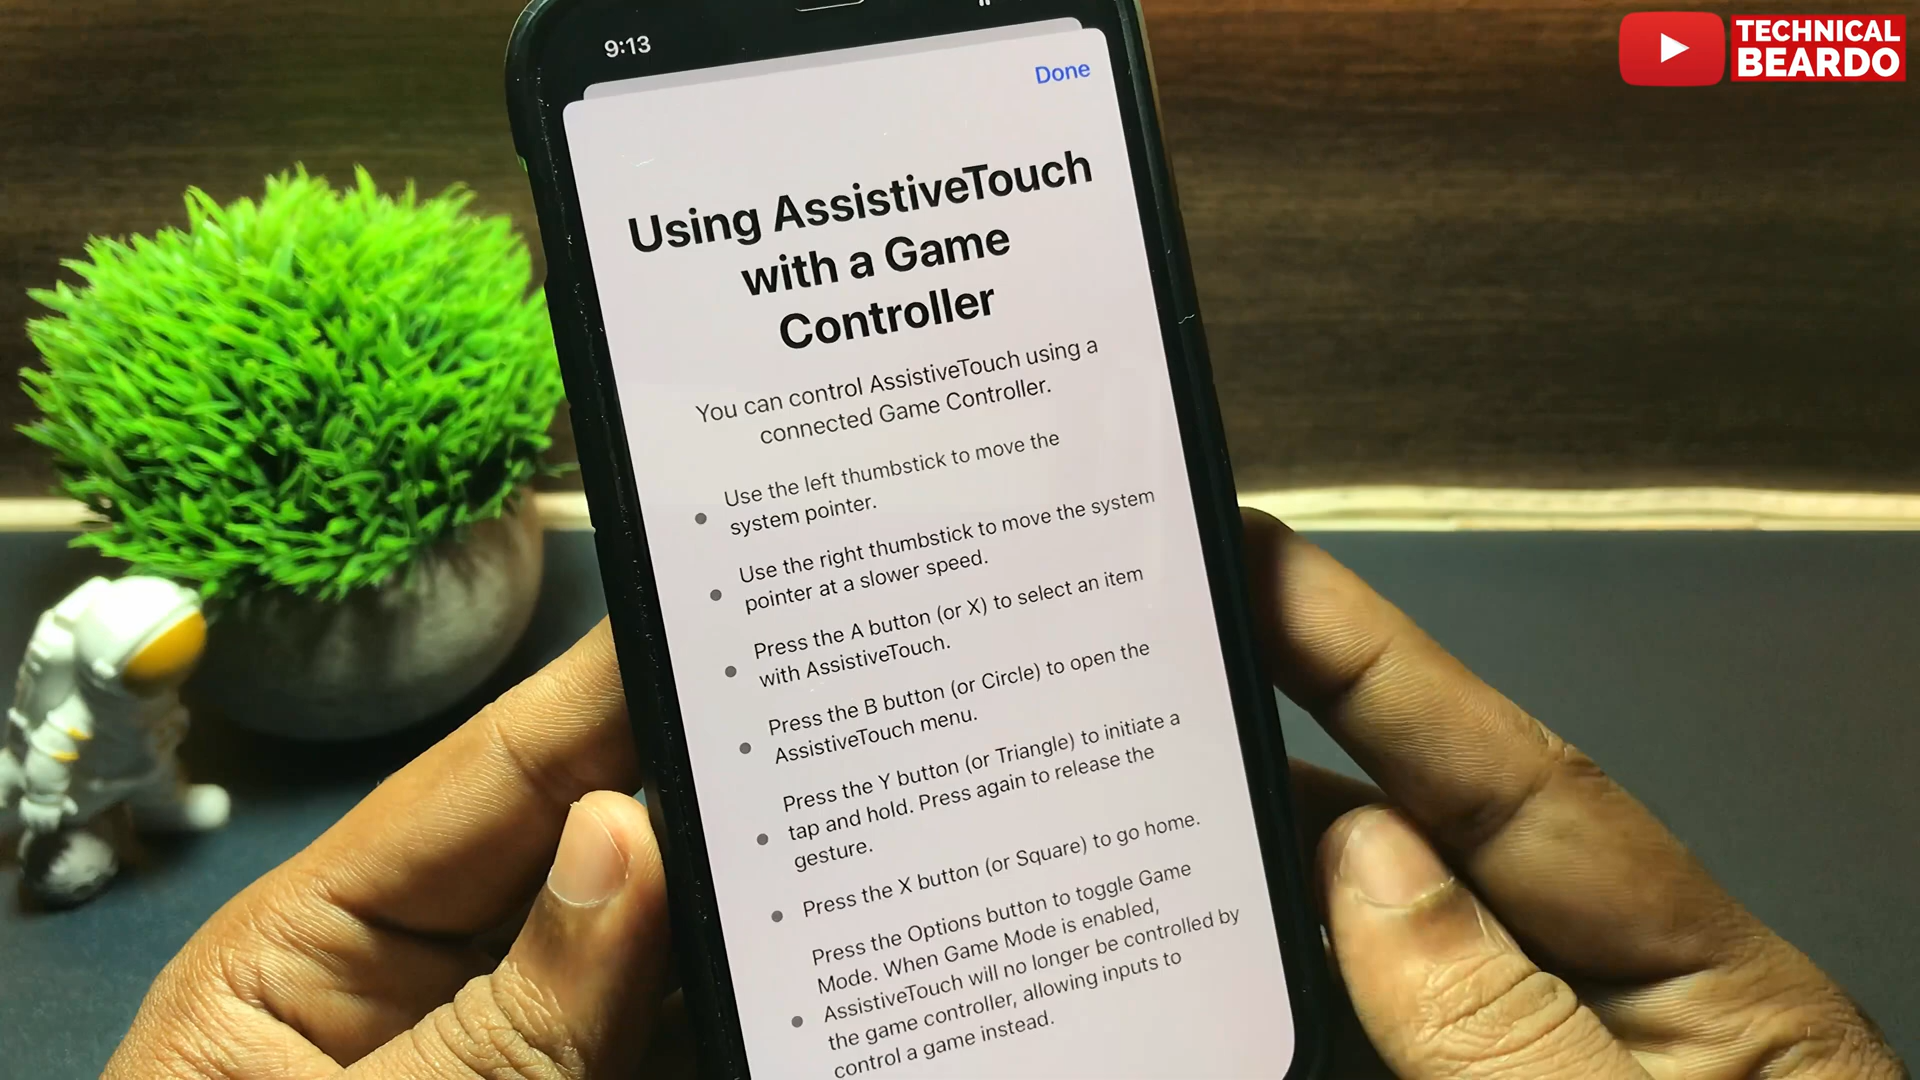 9:13
TECHNICAL
BEARDO
Done
Using AssistiveTouch
with a Game
Controller
You can control AssistiveTouch using a
connected Game Controller.
Use the left thumbstick to move the
system pointer.
Use the right thumbstick to move the system
pointer at a slower speed.
Press the A button (or X) to select an item
with AssistiveTouch.
Press the B button (or Circle) to open the
AssistiveTouch menu.
Press the Y button (or Triangle) to initiate a
tap and hold. Press again to release the
gesture.
Press the X button (or Square) to go home.
Press the Options button to toggle Game
Mode. When Game Mode is enabled,
AssistiveTouch will no longer be controlled by
the game controller, allowing inputs to
control a game instead.